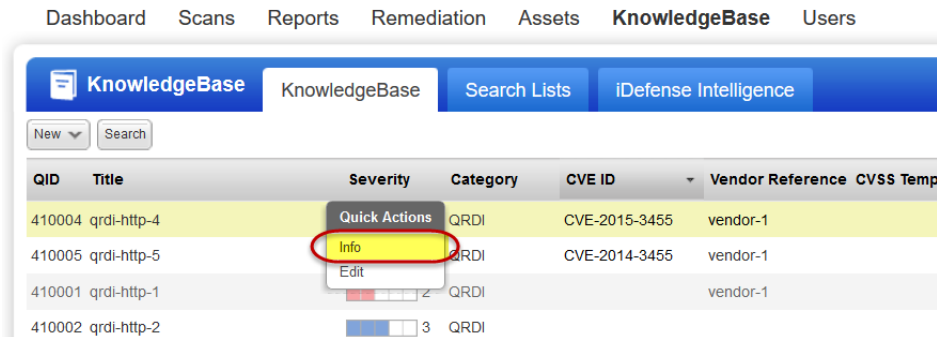 Dashboard Scans Reports Remediation Assets KnowledgeBase Users
KnowledgeBase KnowledgeBase Search Lists iDefense Intelligence
New Search
QID Title Severity Category CVE ID Vendor Reference CVSS Temp
410004 qrdi-http-4 QRDI CVE-2015-3455 vendor-1
Quick Actions
Info
Edit
410005 qrdi-http-5 QRDI CVE-2014-3455 vendor-1
410001 qrdi-http-1 2 QRDI vendor-1
410002 qrdi-http-2 3 QRDI